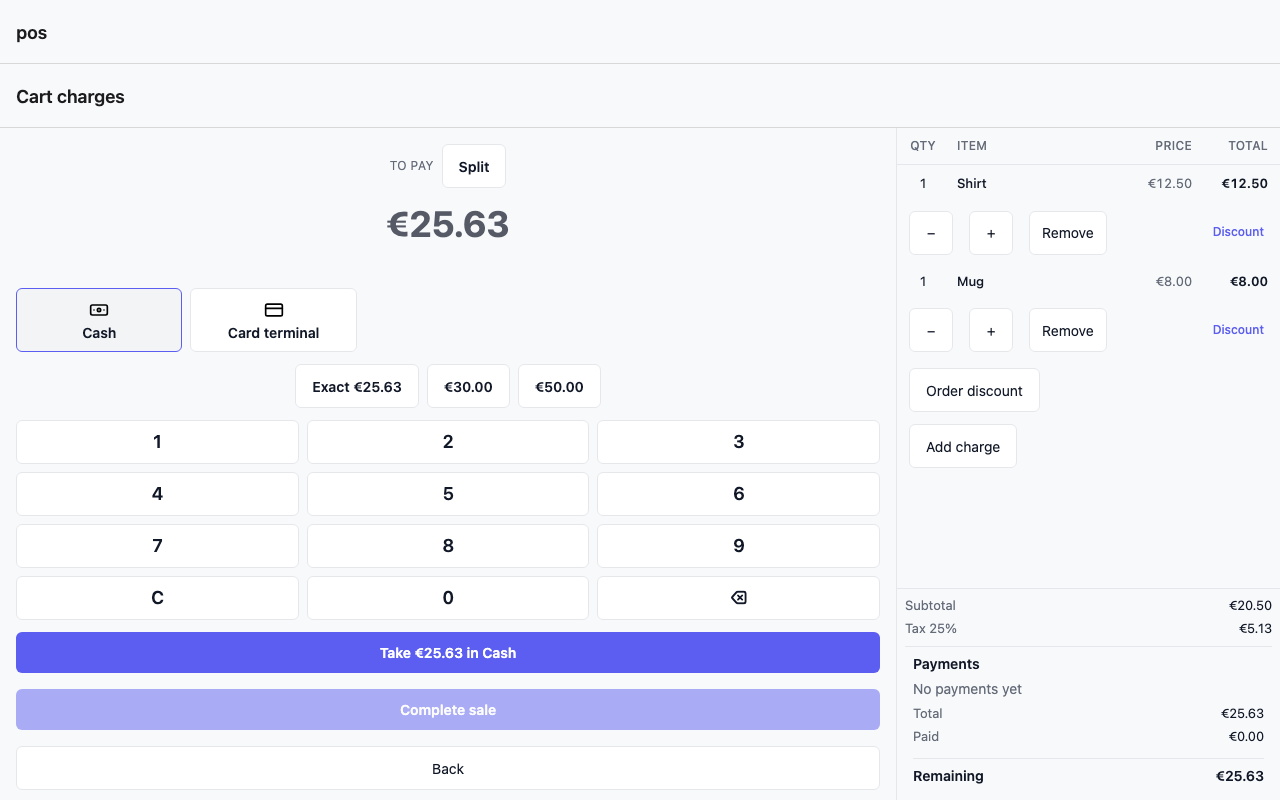 pos
Cart charges
TO PAY
Split
€25.63
Cash
Card terminal
Exact €25.63
€30.00
€50.00
1
2
3
4
5
6
7
8
9
C
0
Take €25.63 in Cash
Complete sale
Back
QTY ITEM PRICE TOTAL
1 Shirt €12.50 €12.50
− + Remove Discount
1 Mug €8.00 €8.00
− + Remove Discount
Order discount
Add charge
Subtotal €20.50
Tax 25% €5.13
Payments
No payments yet
Total €25.63
Paid €0.00
Remaining €25.63